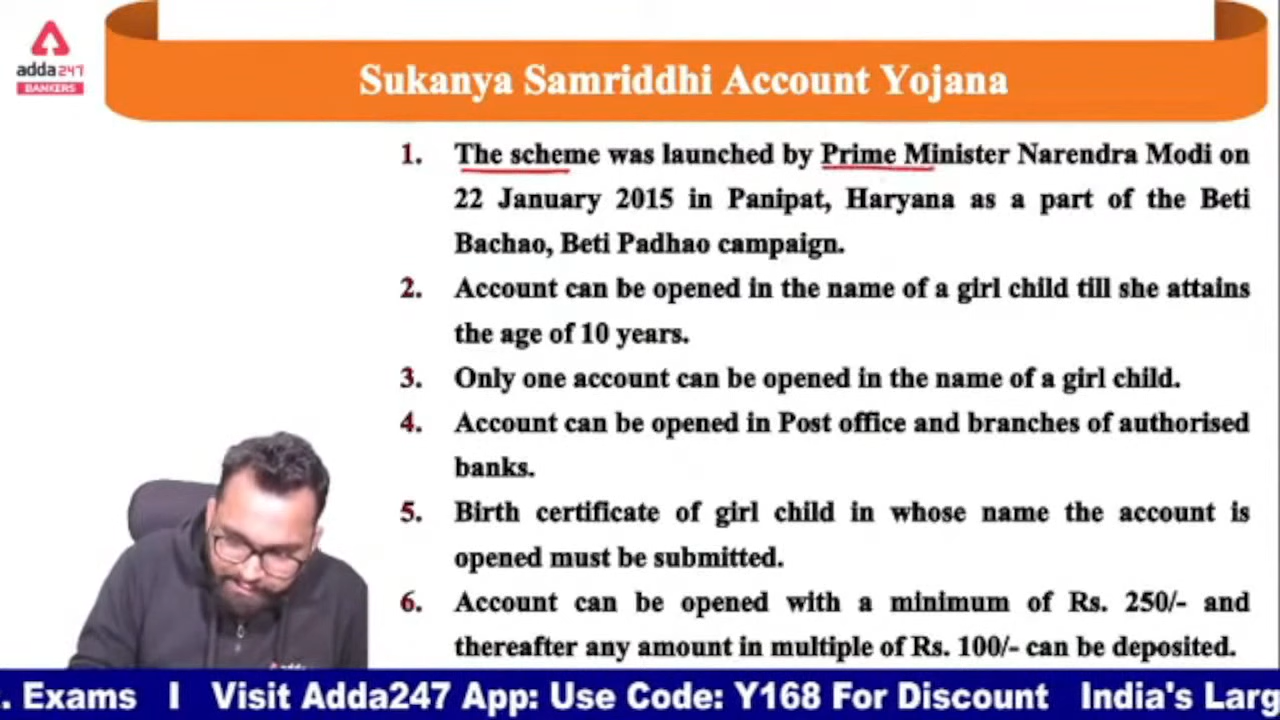 adda247
BANKERS
Sukanya Samriddhi Account Yojana
1. The scheme was launched by Prime Minister Narendra Modi on
22 January 2015 in Panipat, Haryana as a part of the Beti
Bachao, Beti Padhao campaign.
2. Account can be opened in the name of a girl child till she attains
the age of 10 years.
3. Only one account can be opened in the name of a girl child.
4. Account can be opened in Post office and branches of authorised
banks.
5. Birth certificate of girl child in whose name the account is
opened must be submitted.
6. Account can be opened with a minimum of Rs. 250/- and
thereafter any amount in multiple of Rs. 100/- can be deposited.
adda
. Exams I Visit Adda247 App: Use Code: Y168 For Discount India's Larg